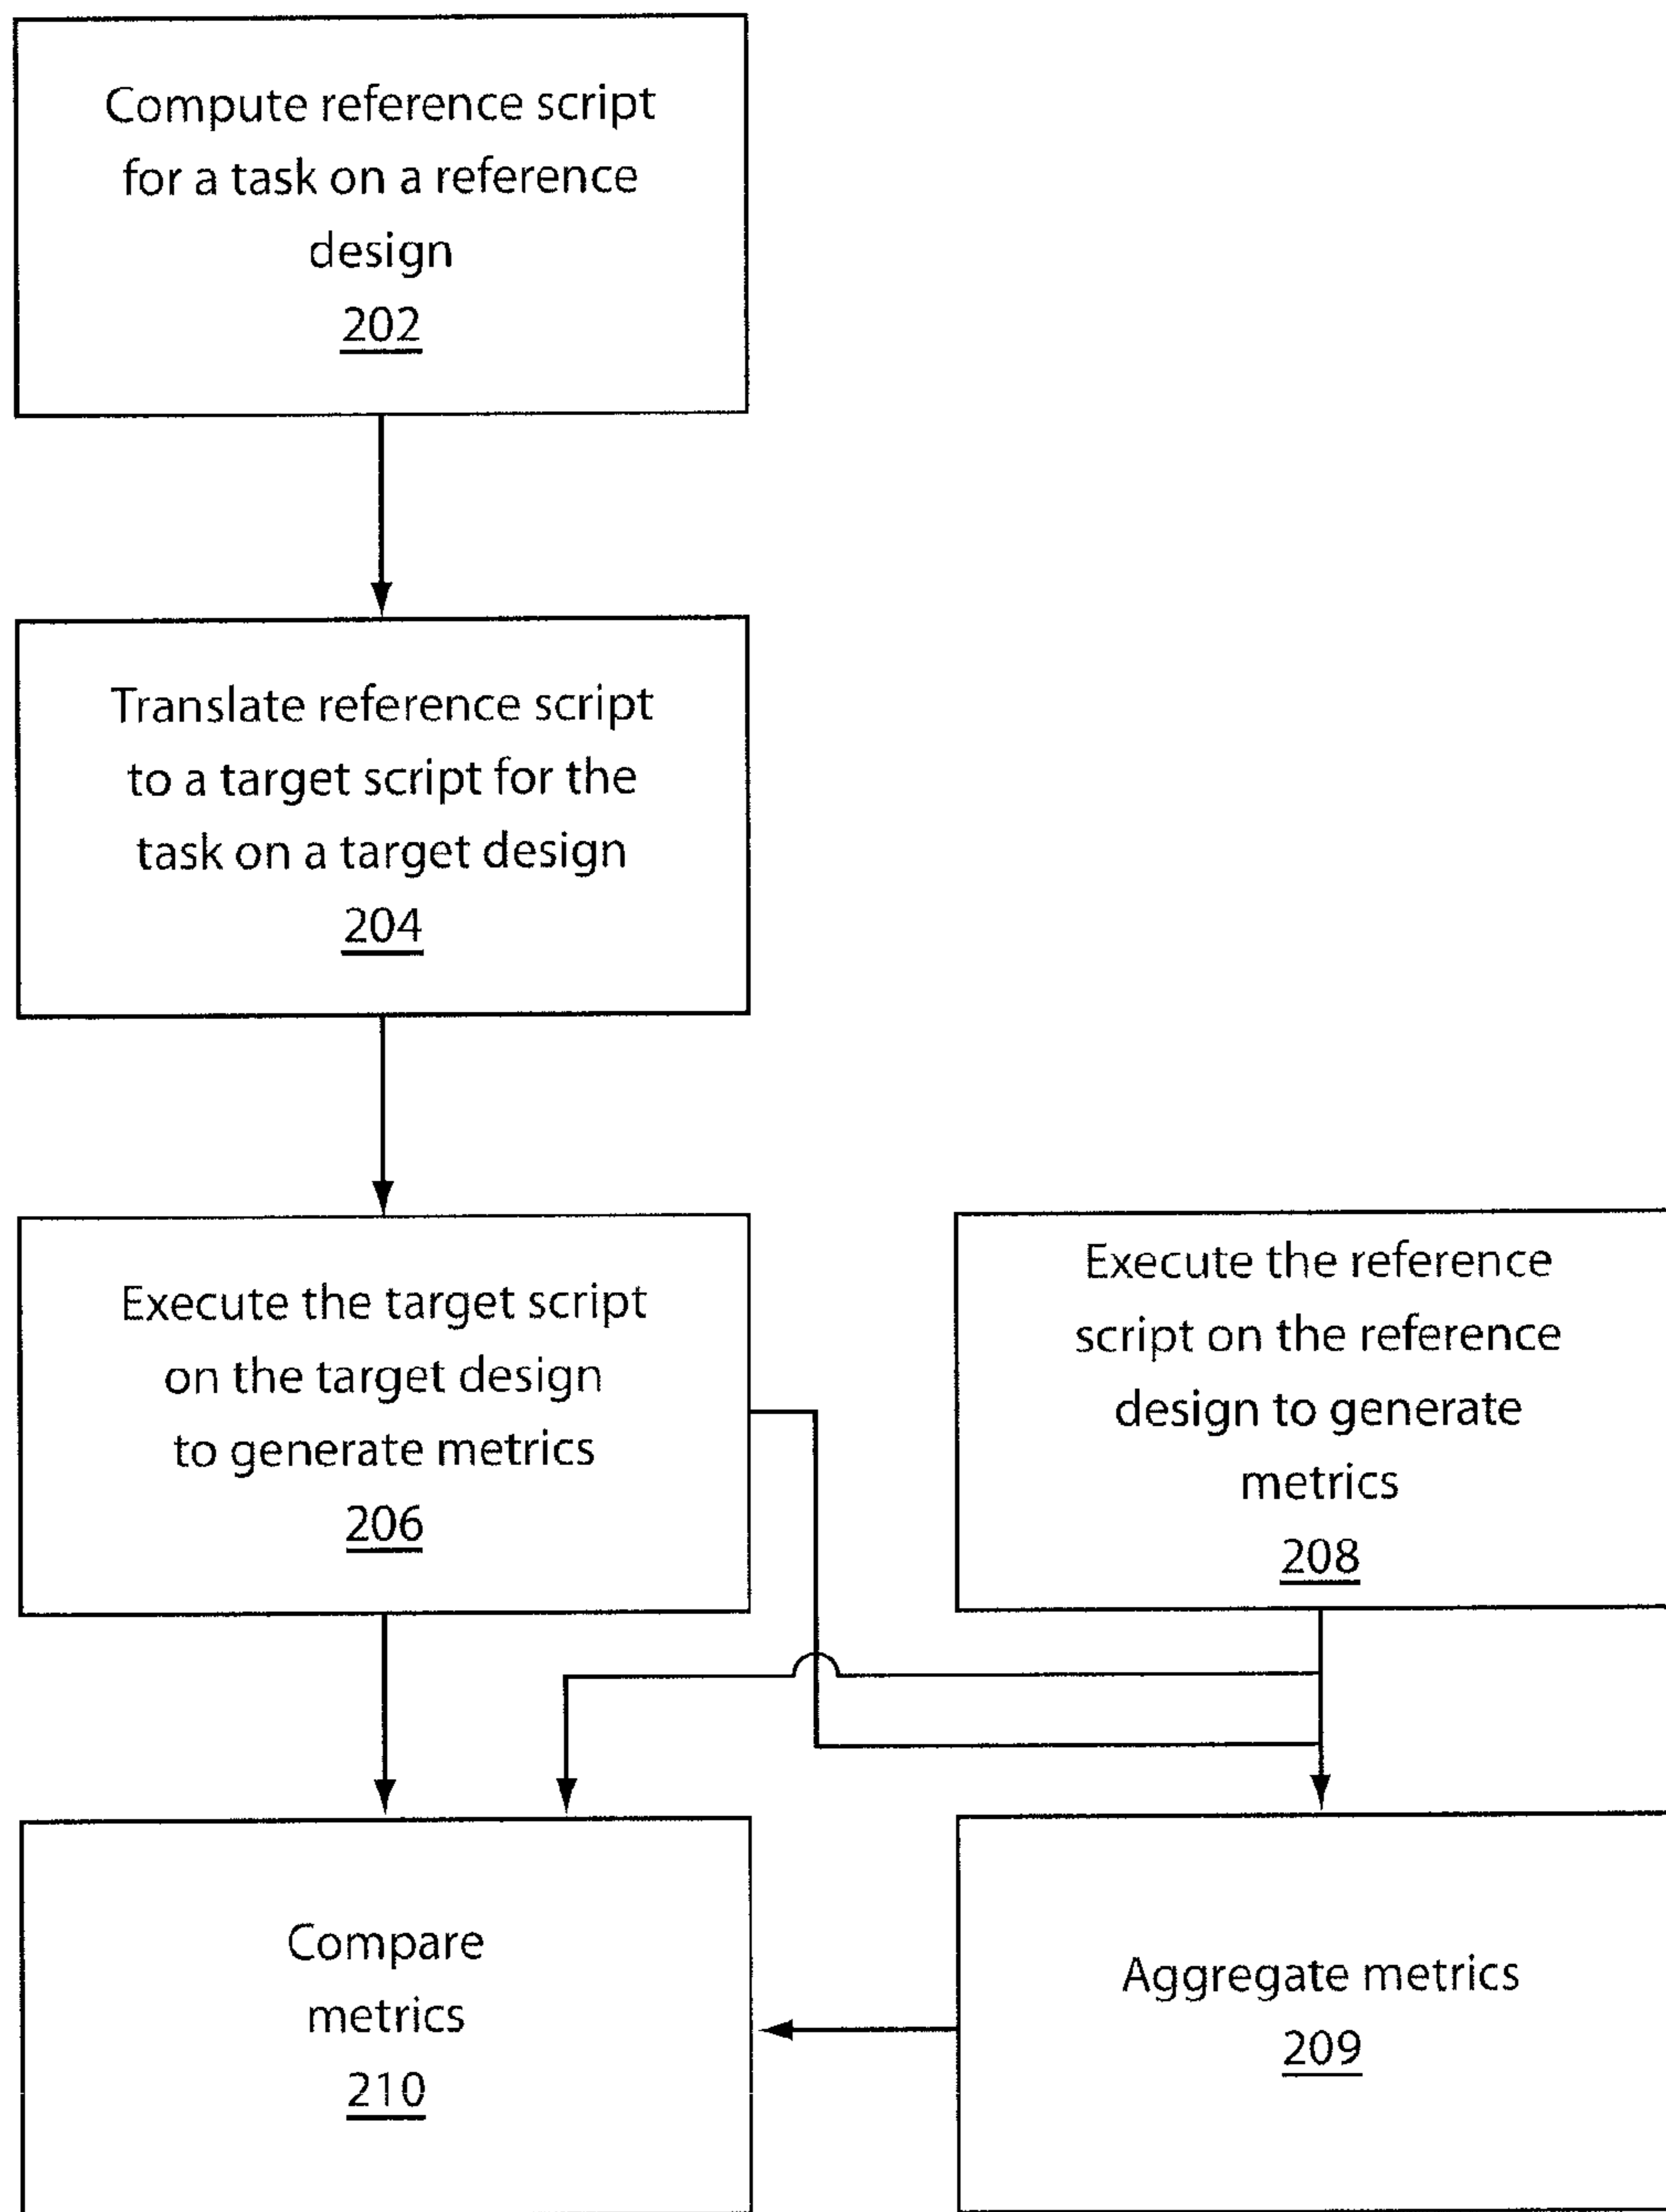 Compute reference script
for a task on a reference
design
202
Translate reference script
to a target script for the
task on a target design
204
Execute the target script
on the target design
to generate metrics
206
Execute the reference
script on the reference
design to generate
metrics
208
Compare
metrics
210
Aggregate metrics
209